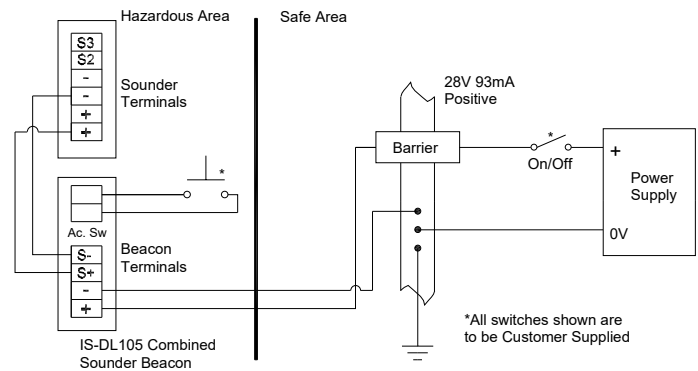 Hazardous Area
Safe Area
S3
S2
-
-
+
+
Sounder
Terminals
28V 93mA
Positive
Barrier
*
On/Off
+
Power
Supply
0V
*
Ac. Sw
S-
S+
-
+
Beacon
Terminals
*All switches shown are
to be Customer Supplied
IS-DL105 Combined
Sounder Beacon